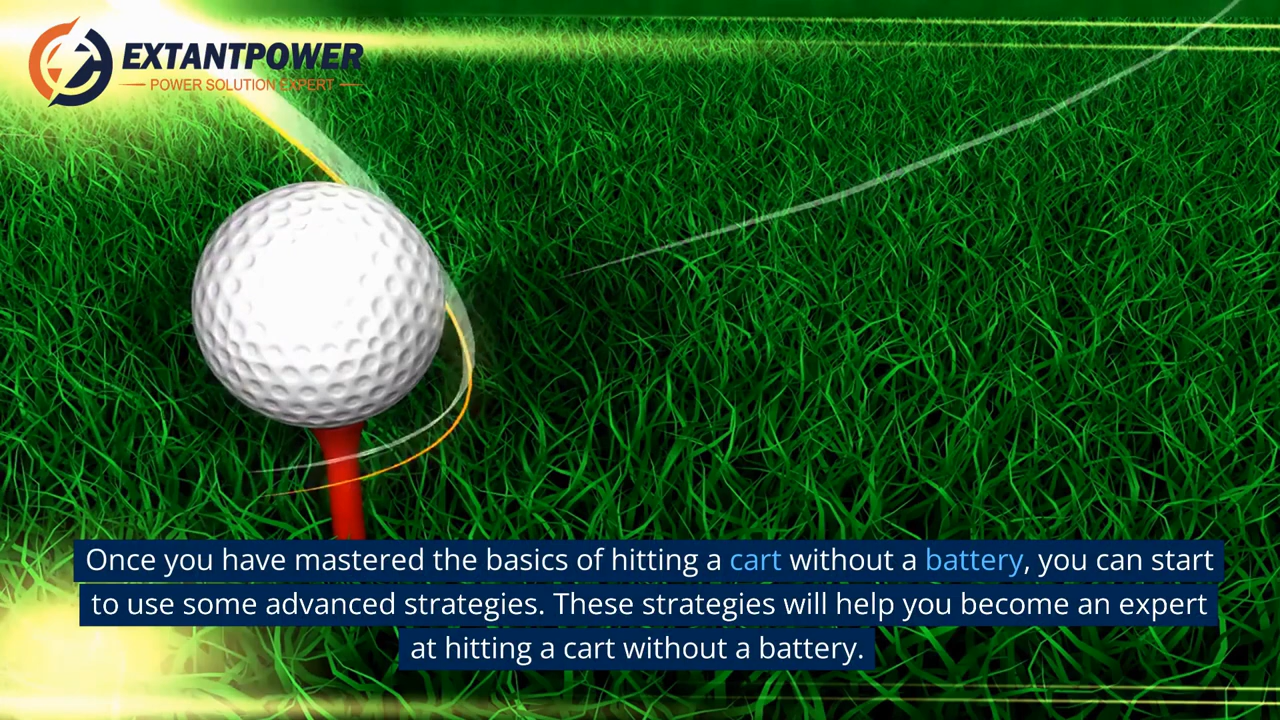 EXTANTPOWER
POWER SOLUTION EXPERT
Once you have mastered the basics of hitting a cart without a battery, you can start
to use some advanced strategies. These strategies will help you become an expert
at hitting a cart without a battery.